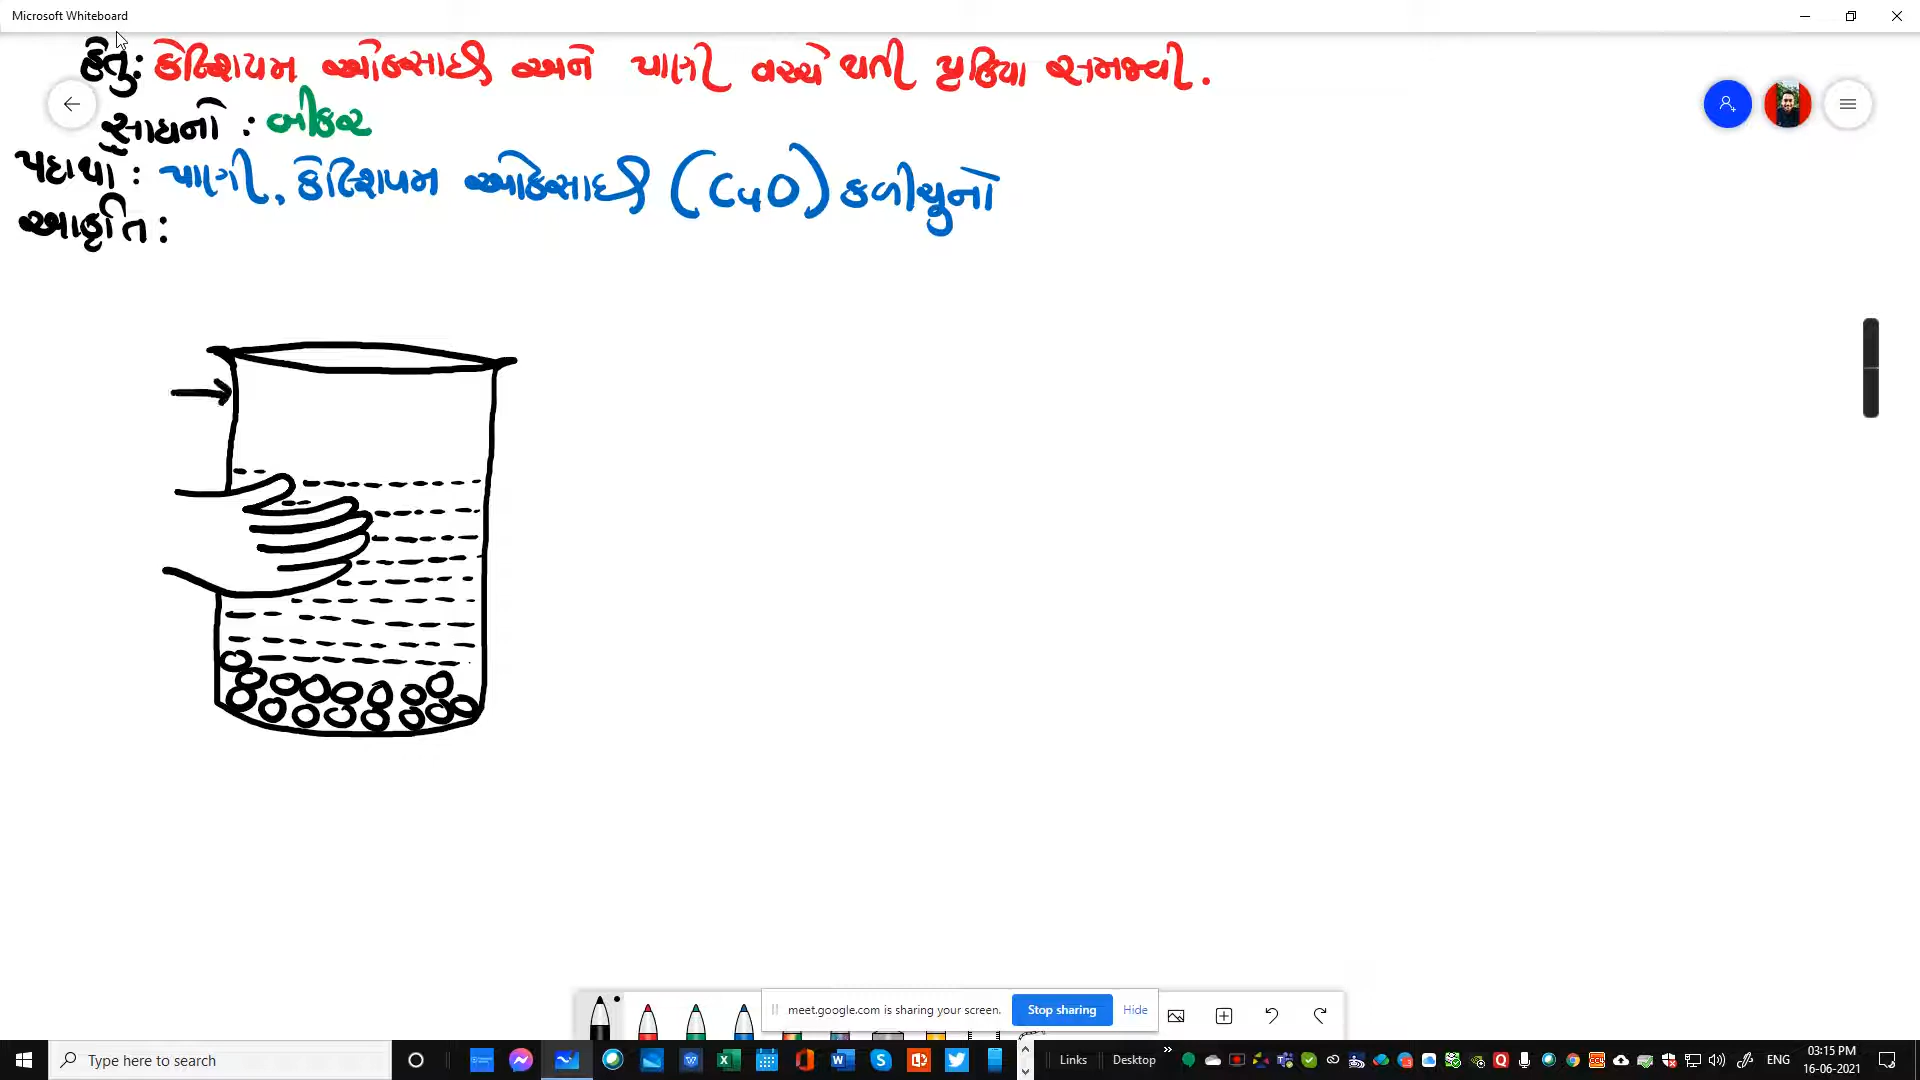 Microsoft Whiteboard
હેતુ: કેલ્શિયમ ઓક્સાઈડ અને પાણી વચ્ચે થતી પ્રક્રિયા સમજવી.
સાધનો : બીકર
પદાર્થો : પાણી, કેલ્શિયમ ઓક્સાઈડ (CaO) કળીચુનો
આકૃતિ :
meet.google.com is sharing your screen. Stop sharing Hide
Type here to search Links Desktop ENG 03:15 PM
16-06-2021